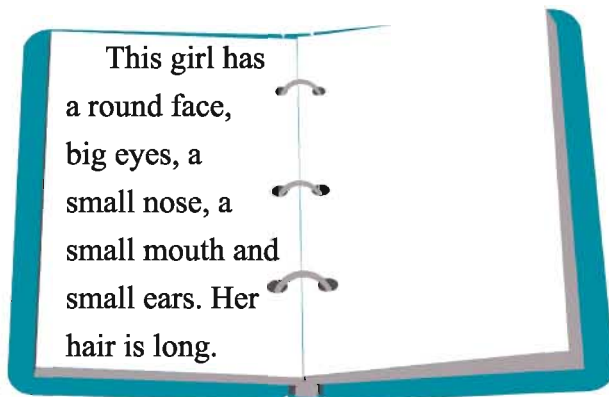 This girl has
a round face,
big eyes, a
small nose, a
small mouth and
small ears. Her
hair is long.